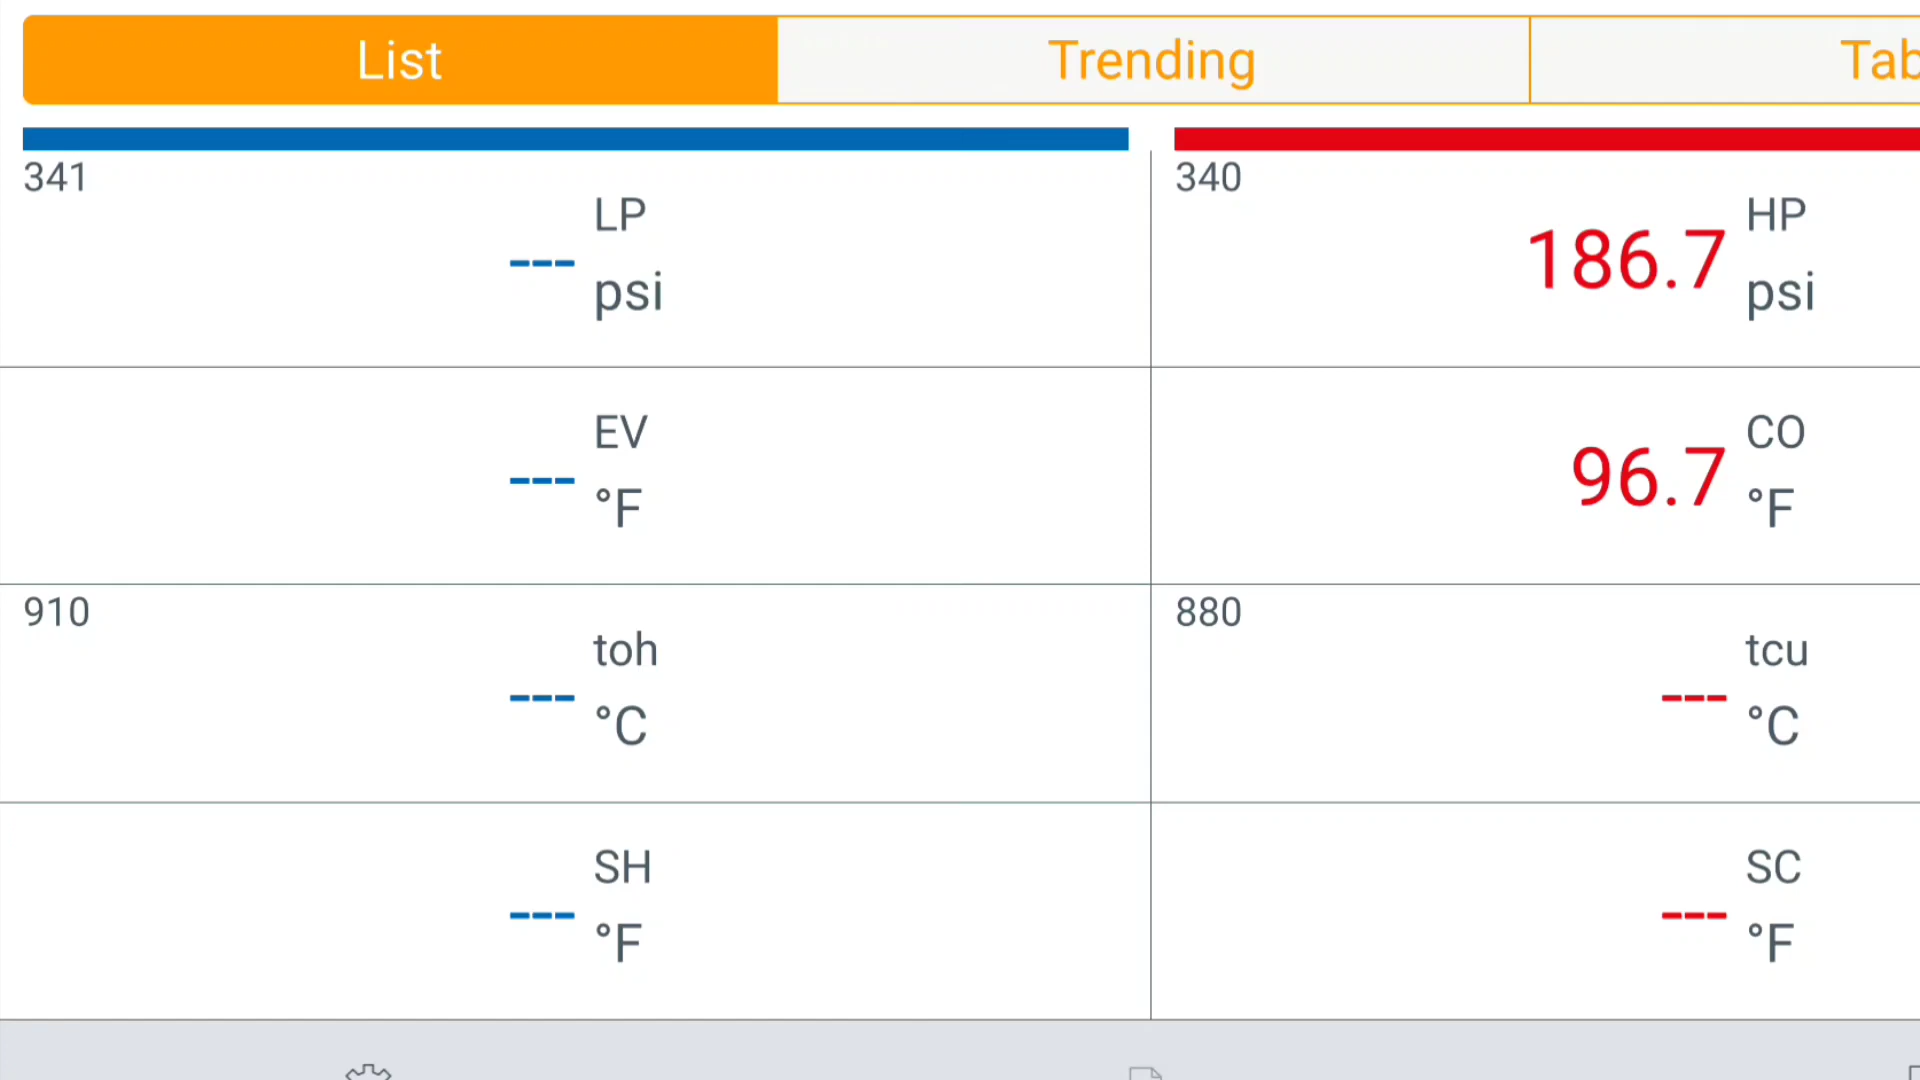 List
Trending
Tab
341
LP
---
psi
340
HP
186.7
psi
EV
---
°F
CO
96.7
°F
910
toh
---
°C
880
tcu
---
°C
SH
---
°F
SC
---
°F